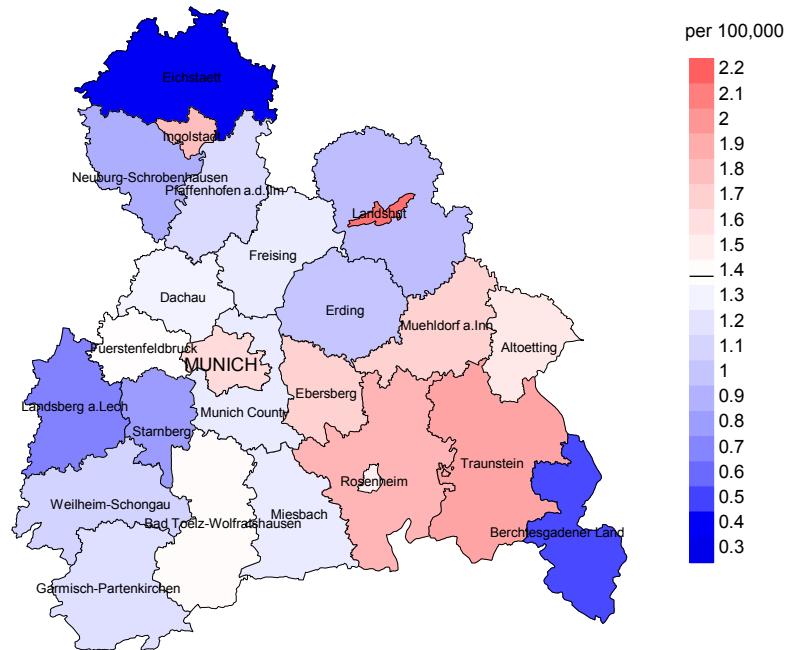 per 100,000
2.2
2.1
2
1.9
1.8
1.7
1.6
1.5
1.4
1.3
1.2
1.1
1
0.9
0.8
0.7
0.6
0.5
0.4
0.3
Eichstaett
Ingolstadt
Neuburg-Schrobenhausen
Pfaffenhofen a.d.Ilm
Landshut
Freising
Dachau
Erding
Muehldorf a.Inn
Altoetting
Fuerstenfeldbruck
MUNICH
Ebersberg
Landsberg a.Lech
Munich County
Starnberg
Traunstein
Rosenheim
Weilheim-Schongau
Miesbach
Bad Toelz-Wolfratshausen
Berchtesgadener Land
Garmisch-Partenkirchen